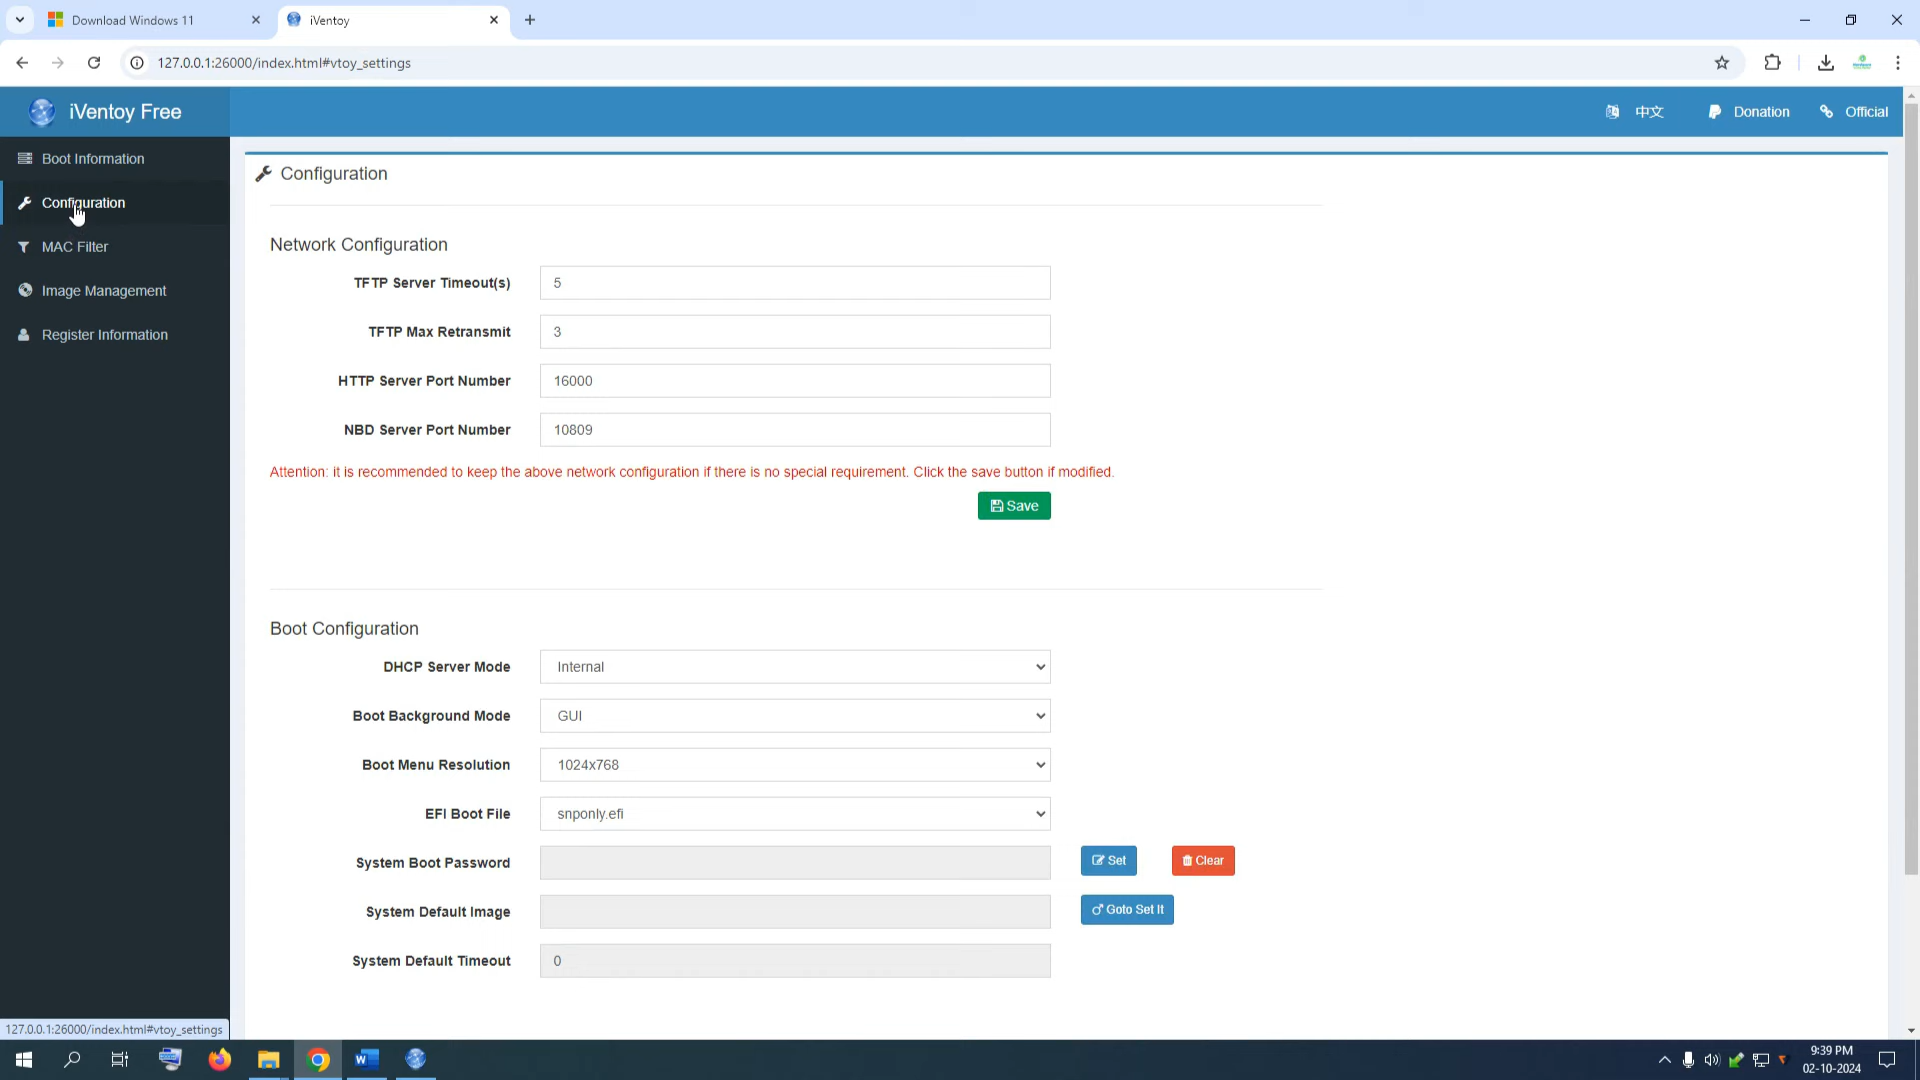 Download Windows 11
iVentoy
127.0.0.1:26000/index.html#vtoy_settings
iVentoy Free
中文
Donation
Official
Boot Information
Configuration
MAC Filter
Image Management
Register Information
Configuration
Network Configuration
TFTP Server Timeout(s) 5
TFTP Max Retransmit 3
HTTP Server Port Number 16000
NBD Server Port Number 10809
Attention: it is recommended to keep the above network configuration if there is no special requirement. Click the save button if modified.
Save
Boot Configuration
DHCP Server Mode Internal
Boot Background Mode GUI
Boot Menu Resolution 1024x768
EFI Boot File snponly.efi
System Boot Password Set Clear
System Default Image Goto Set It
System Default Timeout 0
127.0.0.1:26000/index.html#vtoy_settings
9:39 PM
02-10-2024